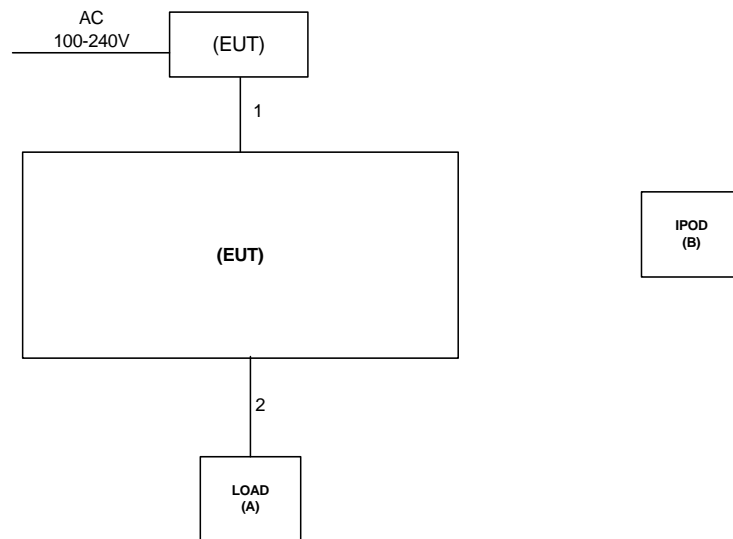 AC
100-240V
(EUT)
1
(EUT)
IPOD
(B)
2
LOAD
(A)